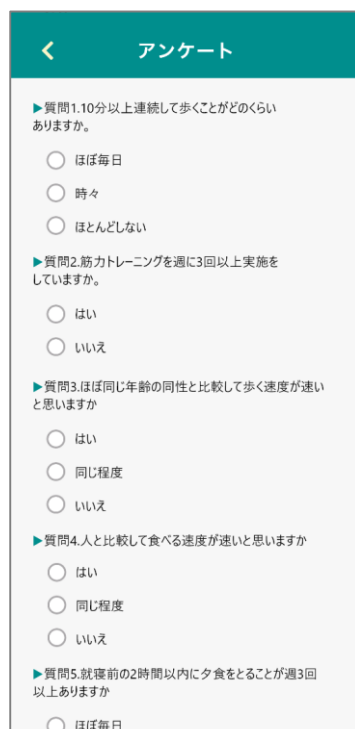 アンケート
▶質問1.10分以上連続して歩くことがどのくらい
ありますか。
ほぼ毎日
時々
ほとんどしない
▶質問2.筋力トレーニングを週に3回以上実施を
していますか。
はい
いいえ
▶質問3.ほぼ同じ年齢の同性と比較して歩く速度が速い
と思いますか
はい
同じ程度
いいえ
▶質問4.人と比較して食べる速度が速いと思いますか
はい
同じ程度
いいえ
▶質問5.就寝前の2時間以内に夕食をとることが週3回
以上ありますか
ほぼ毎日